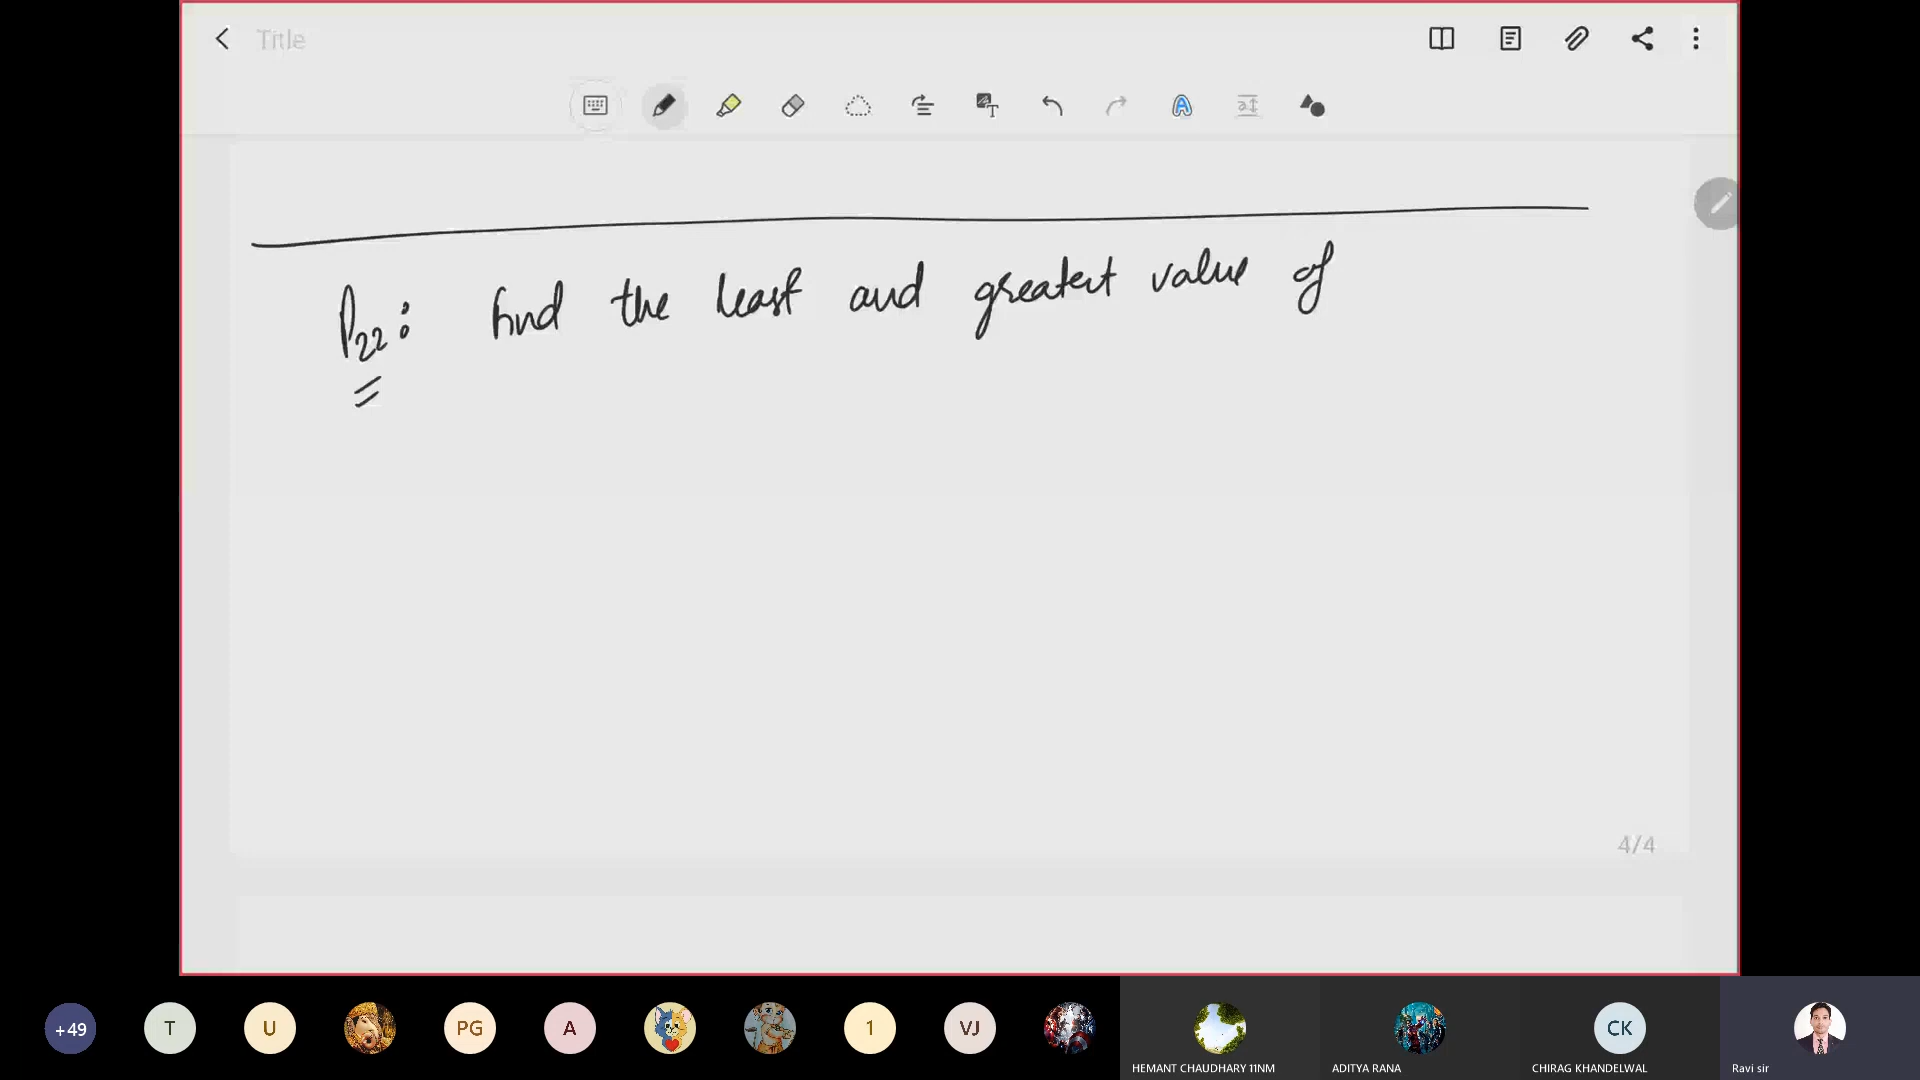 Title
P22: find the least and greatest value of
4/4
+49 T U PG A 1 VJ CK
HEMANT CHAUDHARY 11NM ADITYA RANA CHIRAG KHANDELWAL Ravi sir